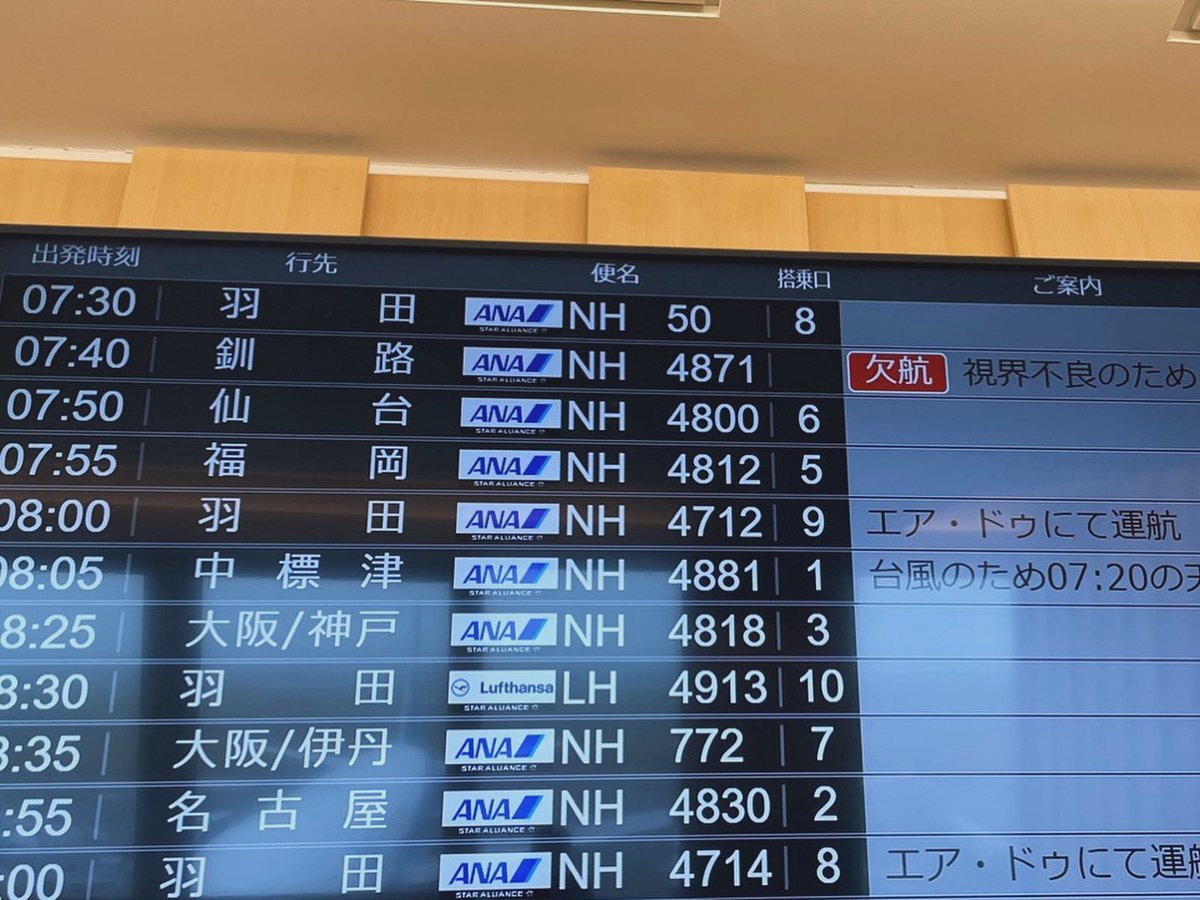 出発時刻 行先 便名 搭乗口 ご案内
07:30 羽田 ANA STAR ALLIANCE NH 50 8
07:40 釧路 ANA STAR ALLIANCE NH 4871 欠航 視界不良のため
07:50 仙台 ANA STAR ALLIANCE NH 4800 6
07:55 福岡 ANA STAR ALLIANCE NH 4812 5
08:00 羽田 ANA STAR ALLIANCE NH 4712 9 エア・ドゥにて運航
08:05 中標津 ANA STAR ALLIANCE NH 4881 1 台風のため07:20の天
8:25 大阪/神戸 ANA STAR ALLIANCE NH 4818 3
8:30 羽田 Lufthansa STAR ALLIANCE LH 4913 10
8:35 大阪/伊丹 ANA STAR ALLIANCE NH 772 7
:55 名古屋 ANA STAR ALLIANCE NH 4830 2
:00 羽田 ANA STAR ALLIANCE NH 4714 8 エア・ドゥにて運航